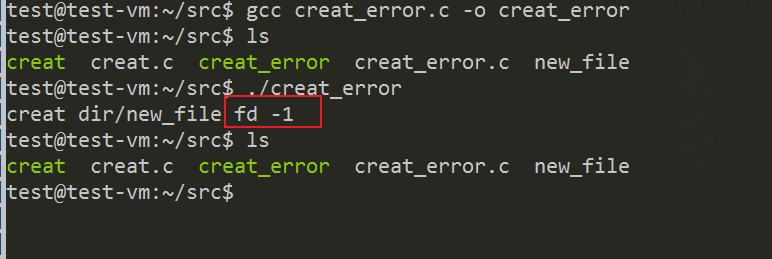 test@test-vm:~/src$ gcc creat_error.c -o creat_error
test@test-vm:~/src$ ls
creat  creat.c  creat_error  creat_error.c  new_file
test@test-vm:~/src$ ./creat_error
creat dir/new_file fd -1
test@test-vm:~/src$ ls
creat  creat.c  creat_error  creat_error.c  new_file
test@test-vm:~/src$